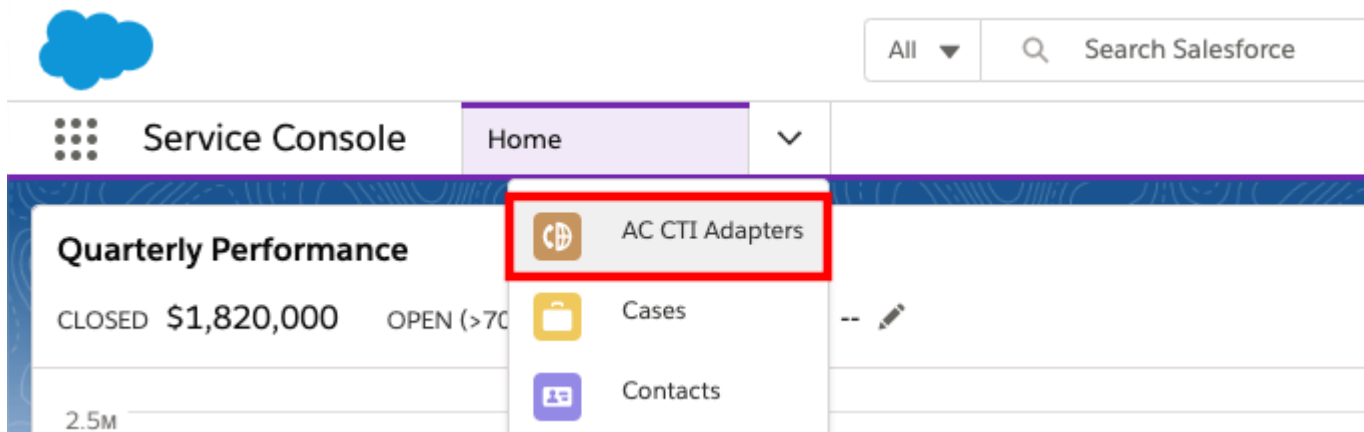 All Search Salesforce
Service Console Home
AC CTI Adapters
Quarterly Performance
CLOSED $1,820,000 OPEN (>70
Cases
--
Contacts
2.5M